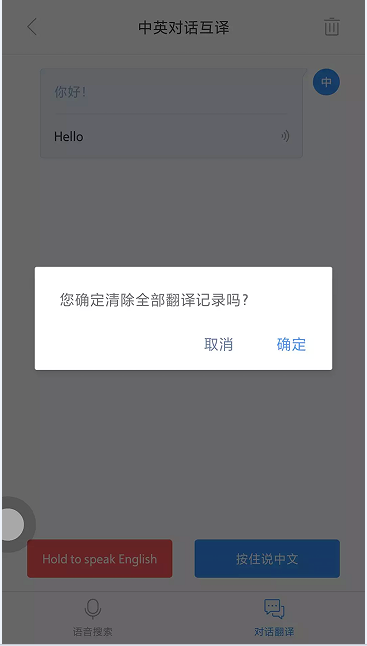 中英对话互译
你好！
中
Hello
您确定清除全部翻译记录吗？
取消
确定
Hold to speak English
按住说中文
语音搜索
对话翻译